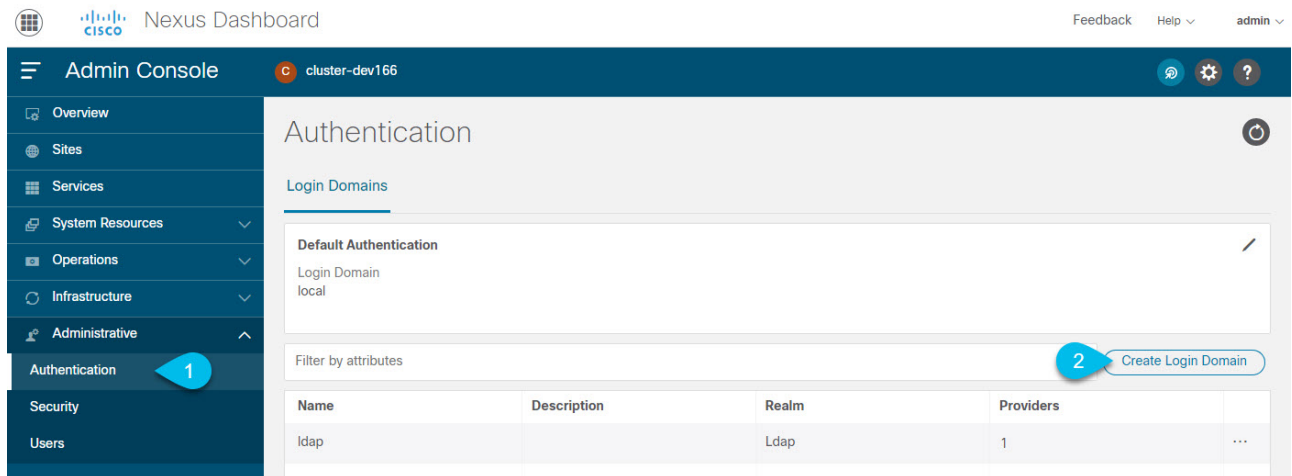 CISCO Nexus Dashboard
Feedback Help admin
Admin Console
C cluster-dev166
?
Overview
Sites
Services
System Resources
Operations
Infrastructure
Administrative
Authentication 1
Security
Users
Authentication
Login Domains
Default Authentication
Login Domain
local
Filter by attributes
2 Create Login Domain
Name Description Realm Providers
ldap Ldap 1 ...